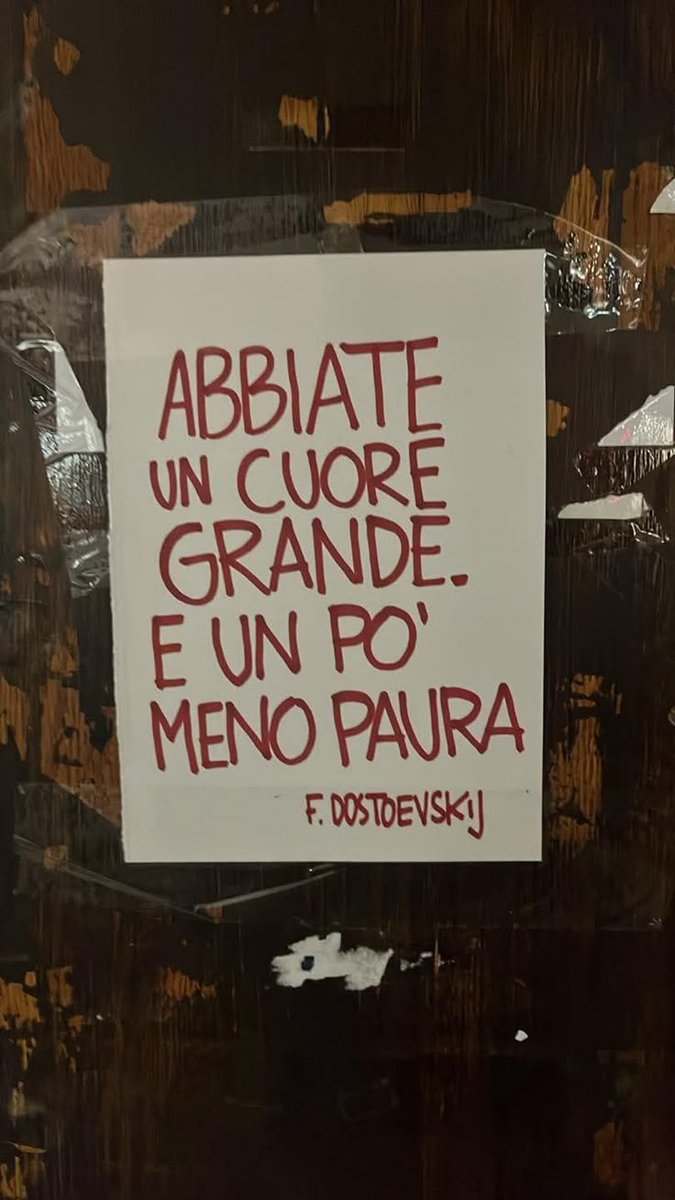 ABBIATE
UN CUORE
GRANDE.
E UN PO'
MENO PAURA
F. DOSTOEVSKIJ